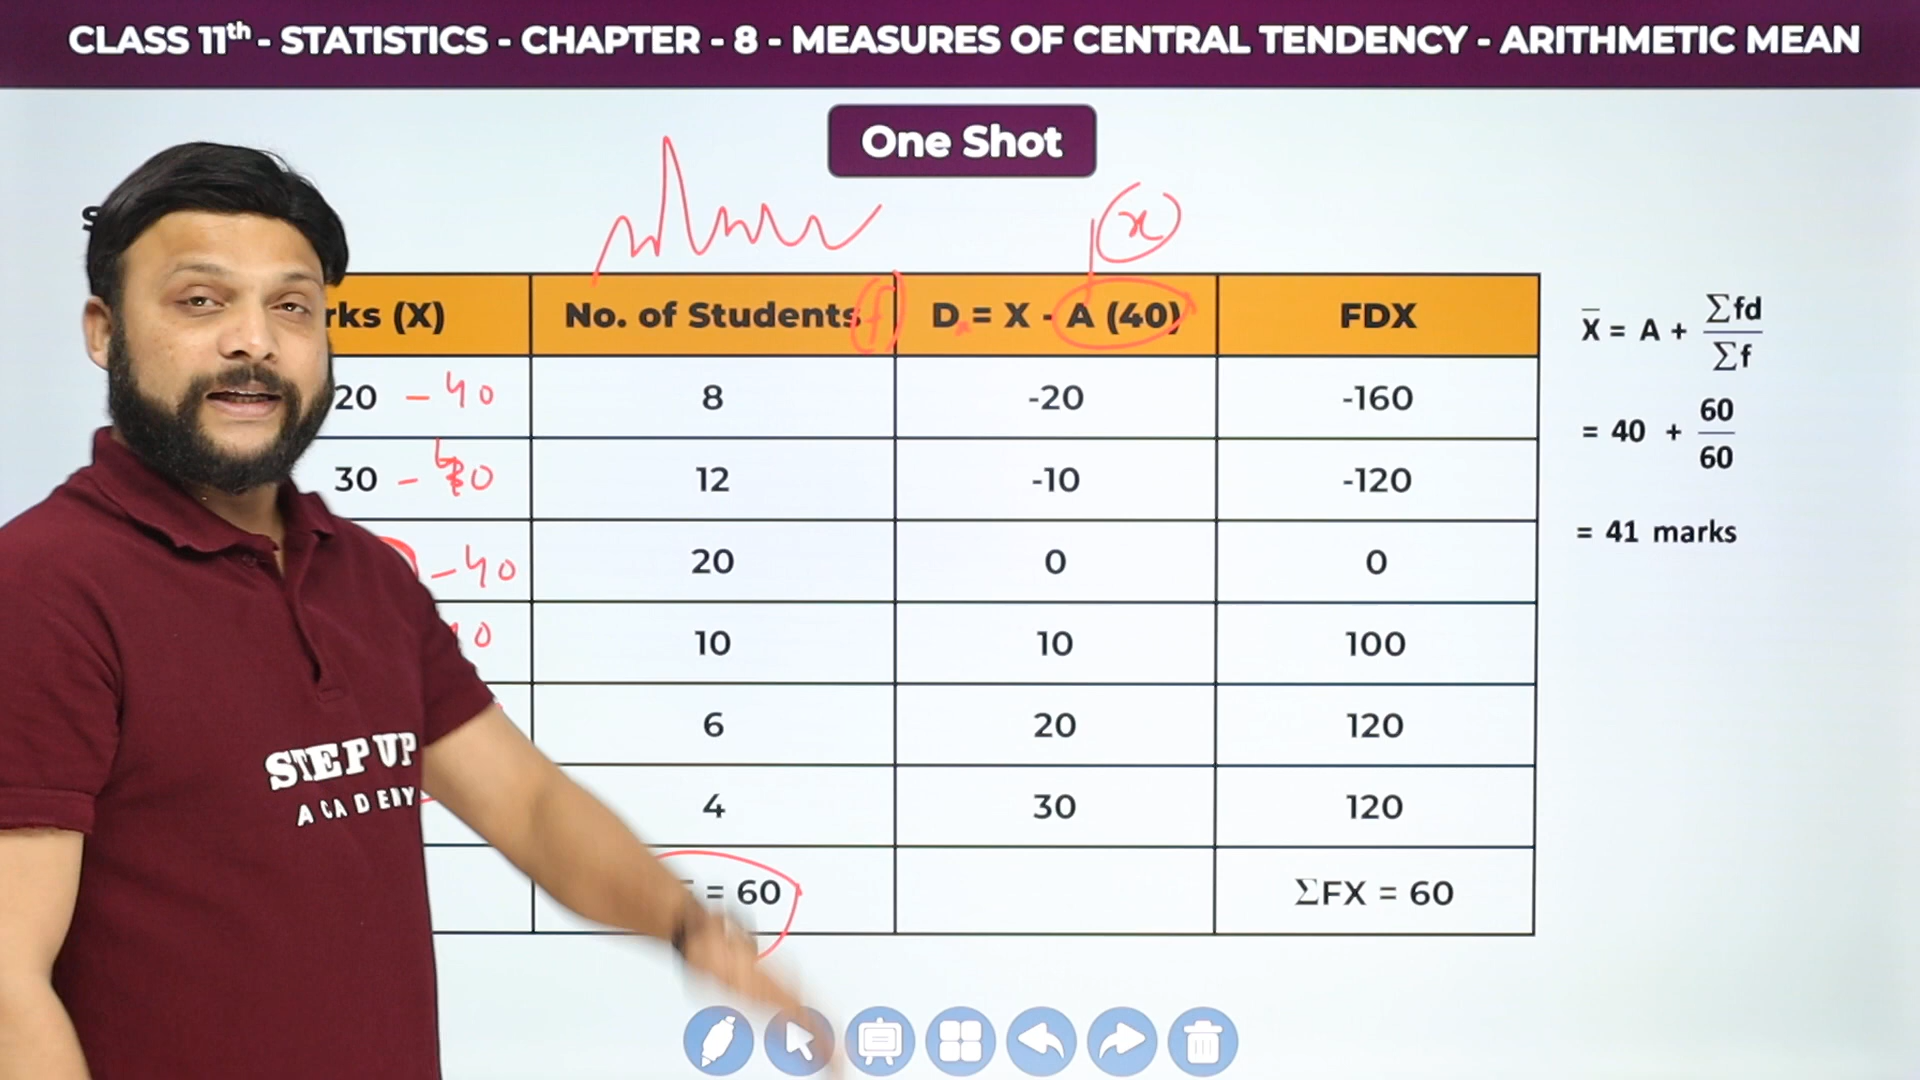 CLASS 11th - STATISTICS - CHAPTER - 8 - MEASURES OF CENTRAL TENDENCY - ARITHMETIC MEAN
One Shot
x
rks (X) No. of Students f D = X - A (40) FDX
20 - 40 8 -20 -160
30 - 40 12 -10 -120
- 40 20 0 0
0 10 10 100
6 20 120
4 30 120
= 60 ΣFX = 60
X̄ = A + Σfd / Σf
= 40 + 60 / 60
= 41 marks
STEP UP
ACADEMY